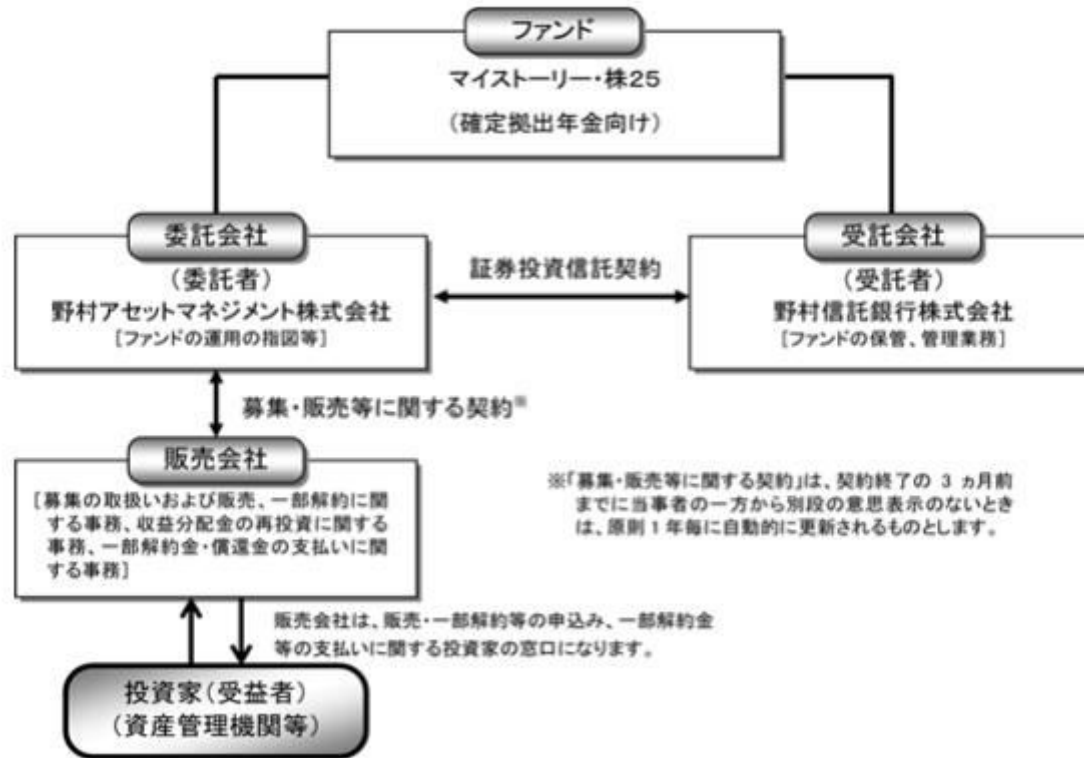 ファンド
マイストーリー・株25
(確定拠出年金向け)
委託会社
(委託者)
野村アセットマネジメント株式会社
[ファンドの運用の指図等]
証券投資信託契約
受託会社
(受託者)
野村信託銀行株式会社
[ファンドの保管、管理業務]
募集・販売等に関する契約※
販売会社
[募集の取扱いおよび販売、一部解約に関
する事務、収益分配金の再投資に関する
事務、一部解約金・償還金の支払いに関
する事務]
※「募集・販売等に関する契約」は、契約終了の 3 ヵ月前
までに当事者の一方から別段の意思表示のないとき
は、原則 1 年毎に自動的に更新されるものとします。
販売会社は、販売・一部解約等の申込み、一部解約金
等の支払いに関する投資家の窓口になります。
投資家(受益者)
(資産管理機関等)